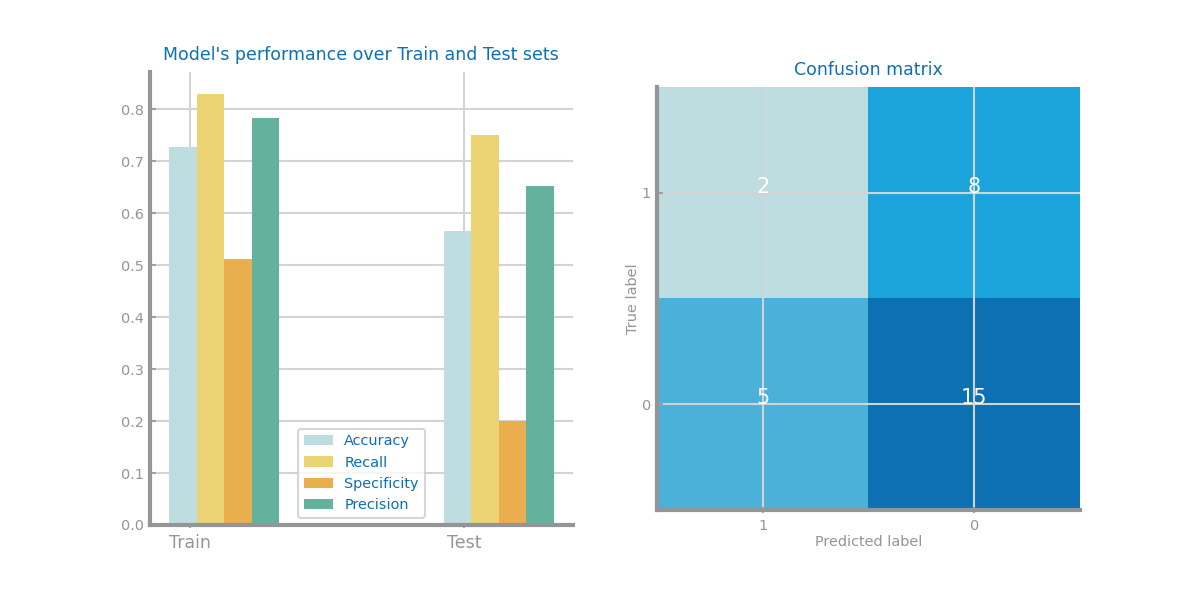 Model's performance over Train and Test sets
0.8
0.7
0.6
0.5
0.4
0.3
0.2
0.1
0.0
Accuracy
Recall
Specificity
Precision
Train Test
Confusion matrix
True label
1
0
2 8
5 15
1 0
Predicted label